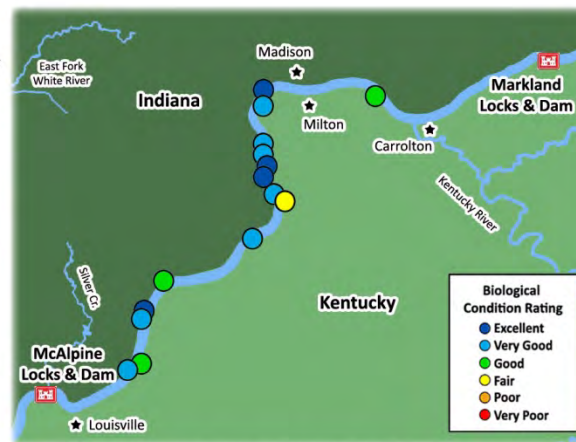 East Fork
White River
Madison
Indiana
Milton
Markland
Locks & Dam
Carrolton
Kentucky River
Silver Cr.
Kentucky
McAlpine
Locks & Dam
Louisville
Biological
Condition Rating
Excellent
Very Good
Good
Fair
Poor
Very Poor